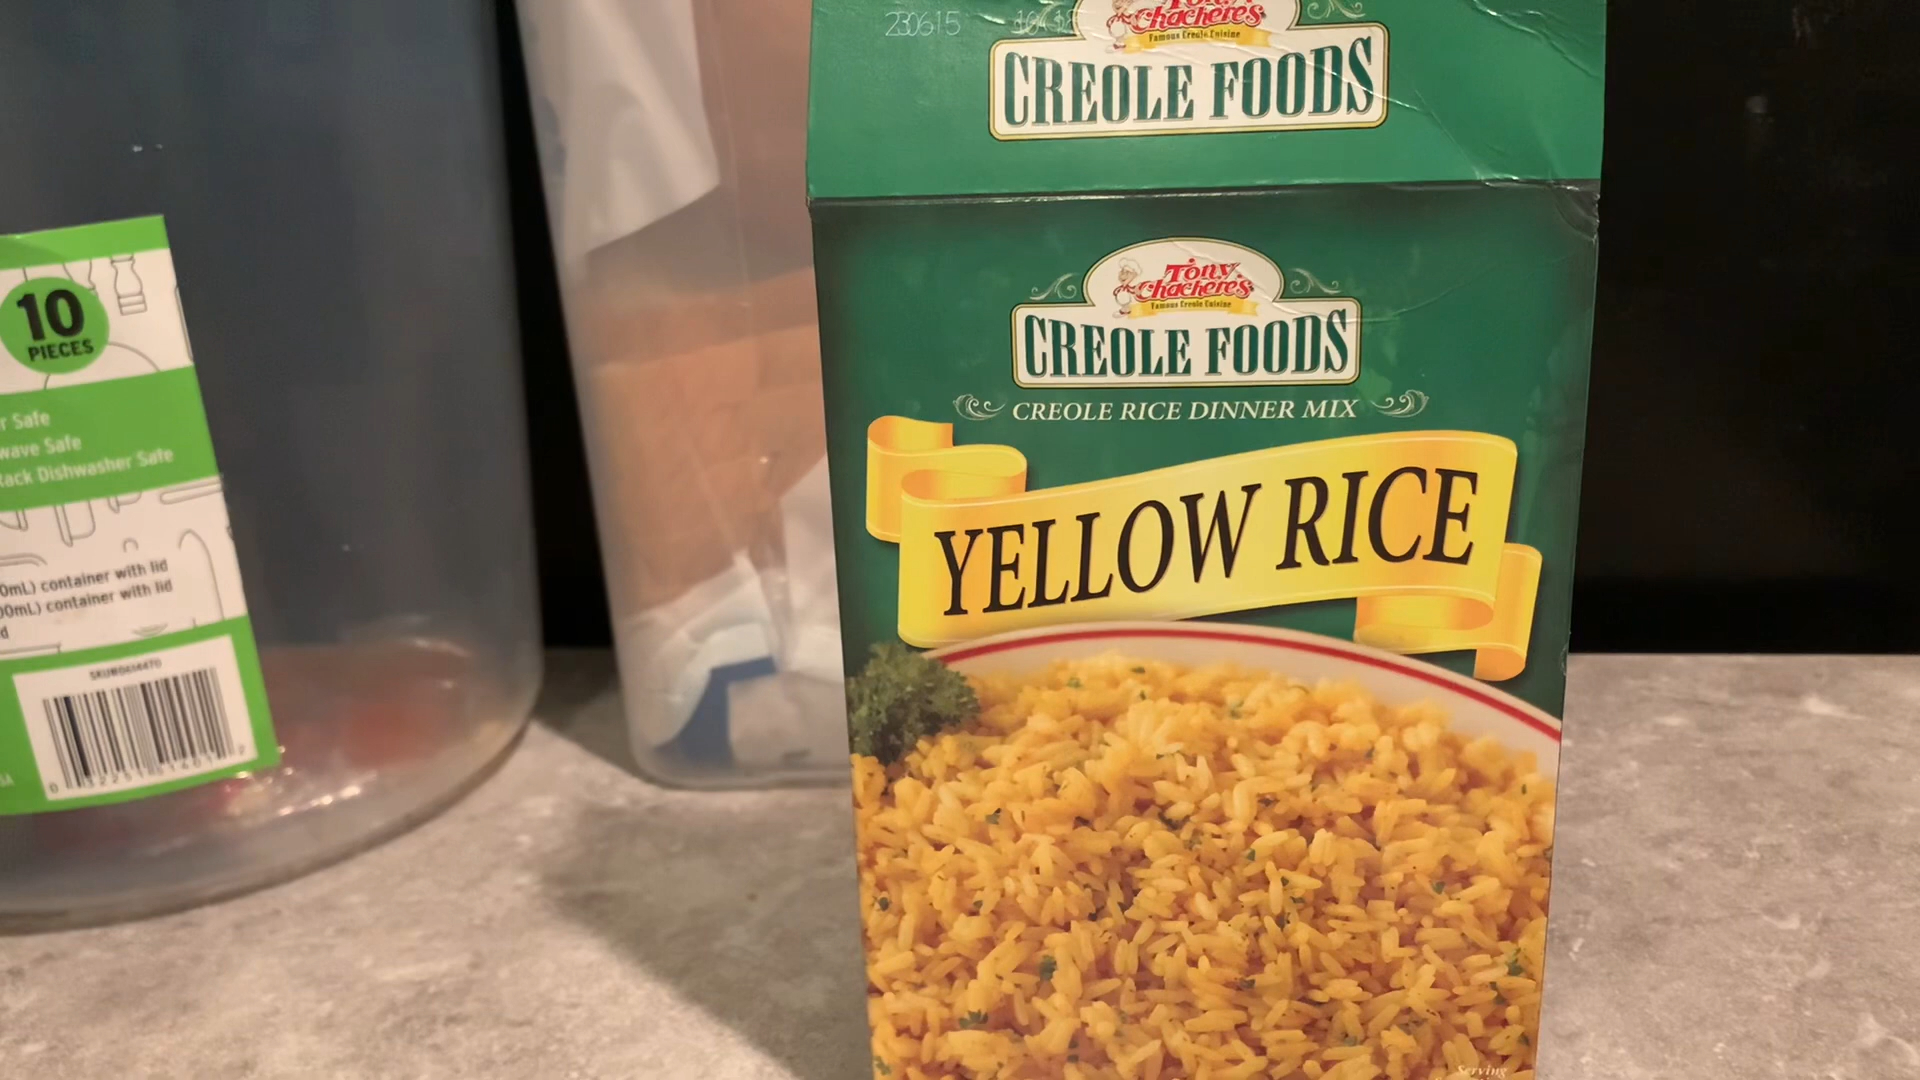 230615
Tony
Chachere's
Famous Creole Cuisine
CREOLE FOODS
Tony
Chachere's
Famous Creole Cuisine
CREOLE FOODS
CREOLE RICE DINNER MIX
YELLOW RICE
Serving
10
PIECES
Safe
wave Safe
Rack Dishwasher Safe
0mL) container with lid
00mL) container with lid